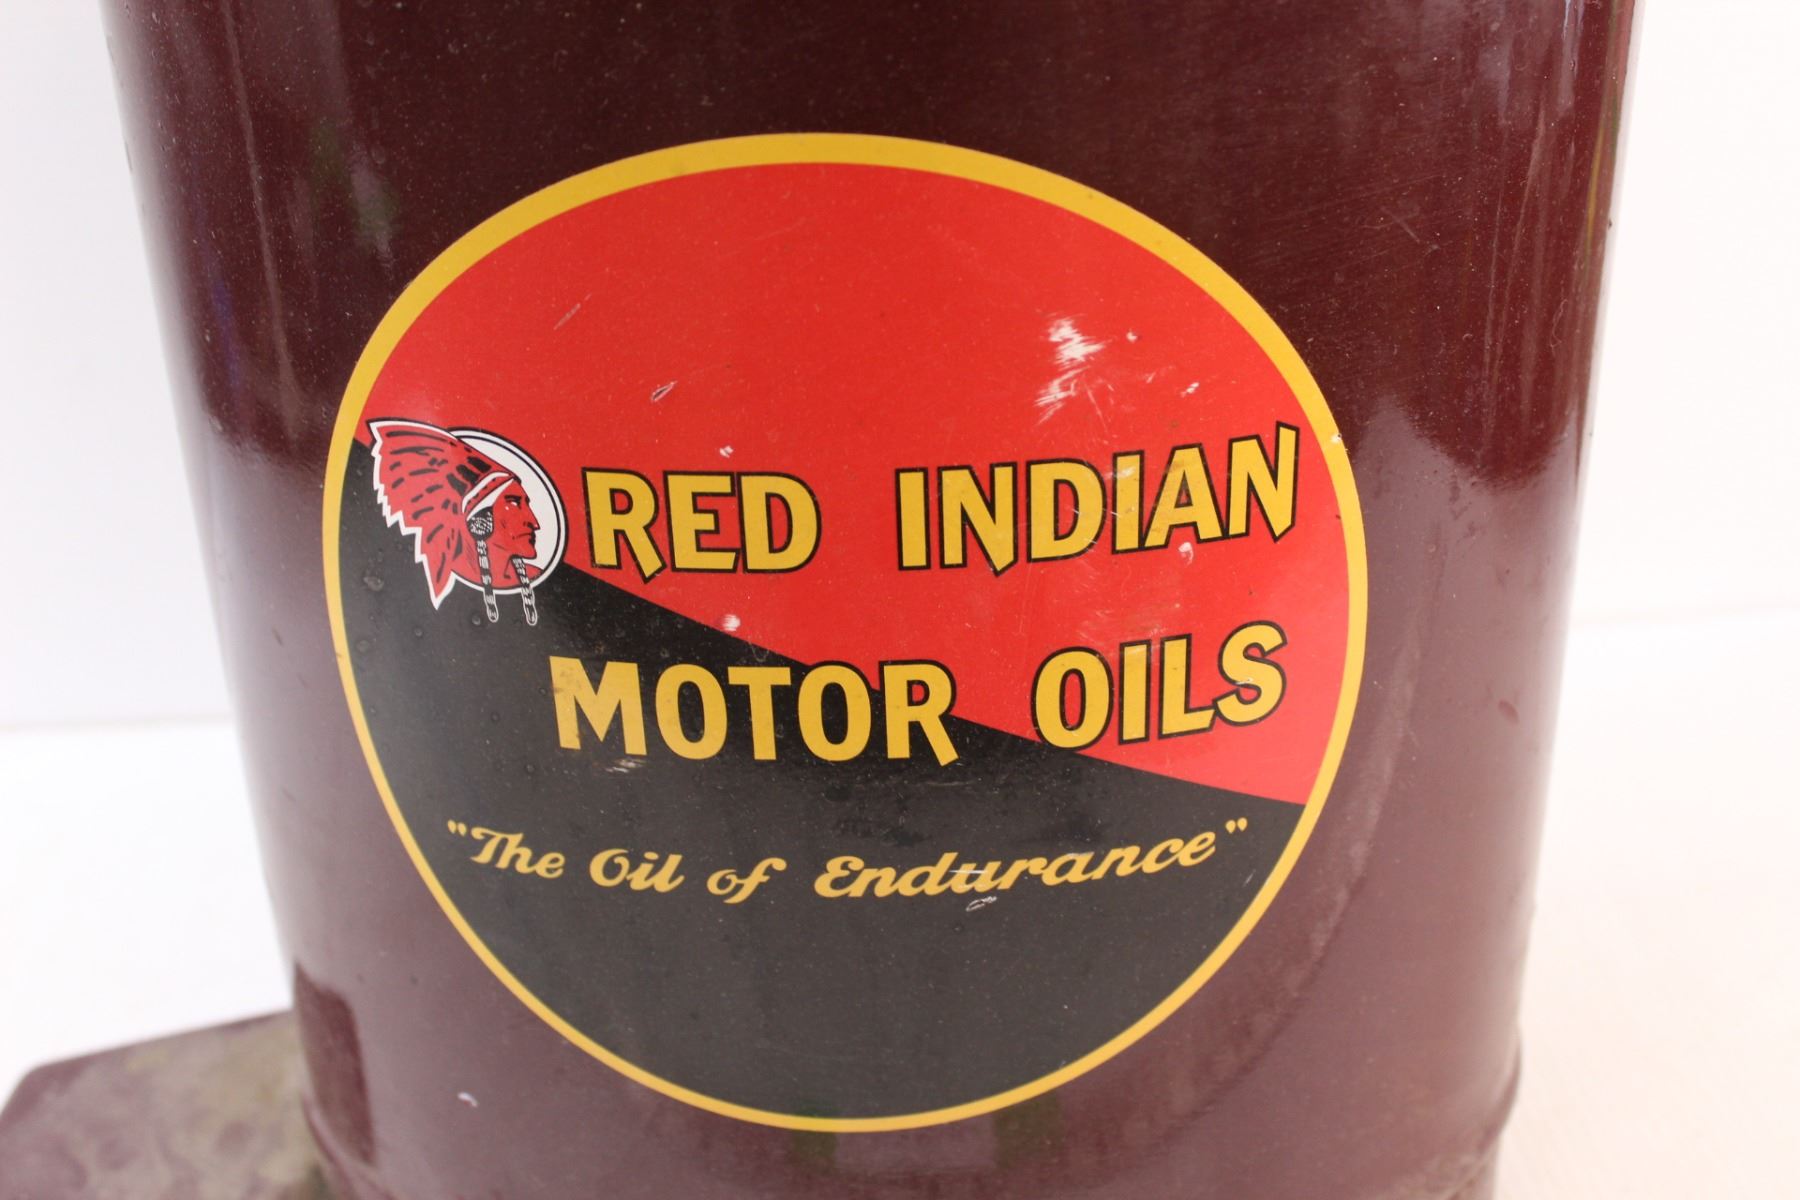 RED INDIAN
MOTOR OILS
"The Oil of Endurance"